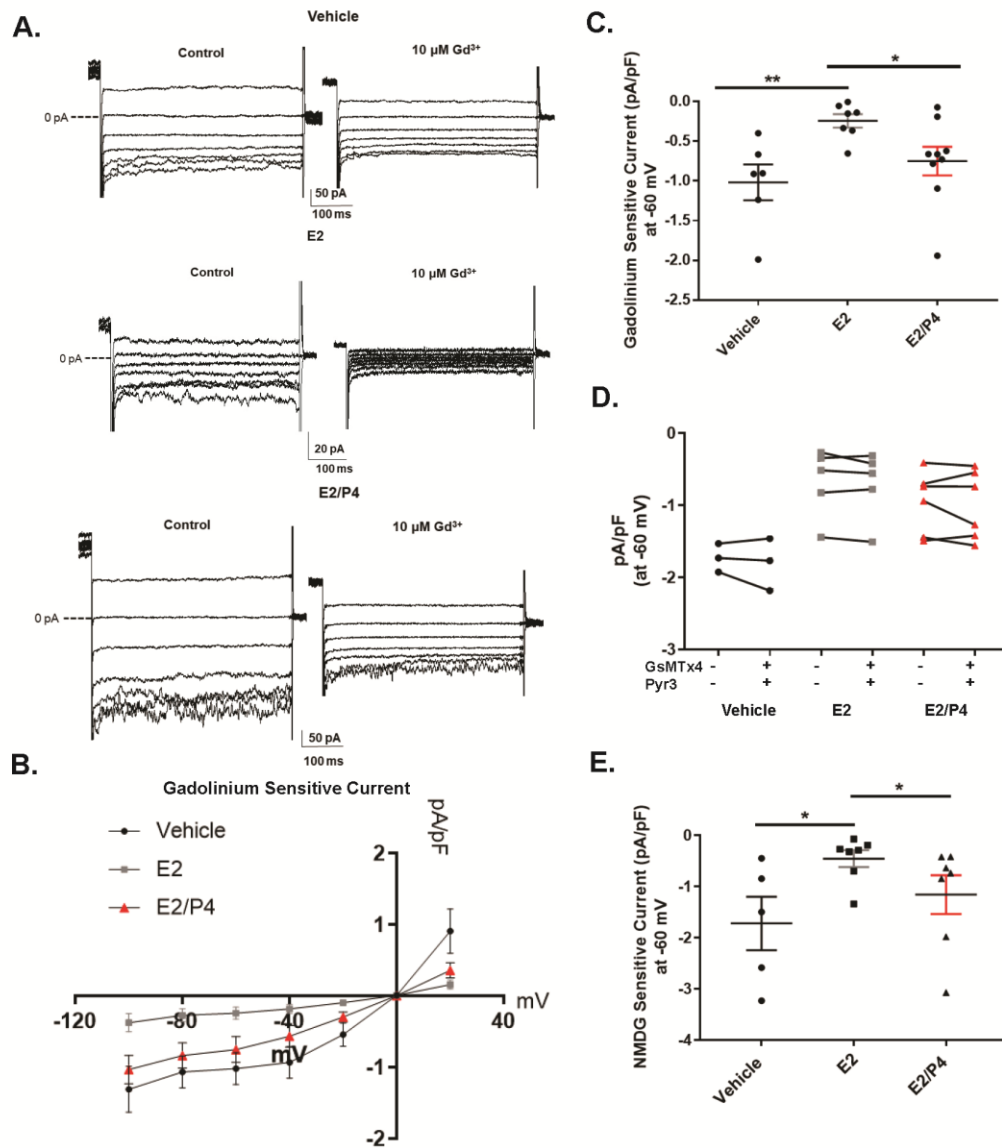 A.
Vehicle
Control
10 µM Gd³⁺
0 pA
50 pA
100 ms
E2
Control
10 µM Gd³⁺
0 pA
20 pA
100 ms
E2/P4
Control
10 µM Gd³⁺
0 pA
50 pA
100 ms
B.
Gadolinium Sensitive Current
Vehicle
E2
E2/P4
pA/pF
2
1
-1
-2
-120
-80
-40
40
mV
mV
C.
Gadolinium Sensitive Current (pA/pF)
at -60 mV
**
*
0.0
-0.5
-1.0
-1.5
-2.0
-2.5
Vehicle
E2
E2/P4
D.
pA/pF
(at -60 mV)
0
-1
-2
-3
GsMTx4 - + - + - +
Pyr3 - + - + - +
Vehicle E2 E2/P4
E.
NMDG Sensitive Current (pA/pF)
at -60 mV
*
*
0
-1
-2
-3
-4
Vehicle
E2
E2/P4